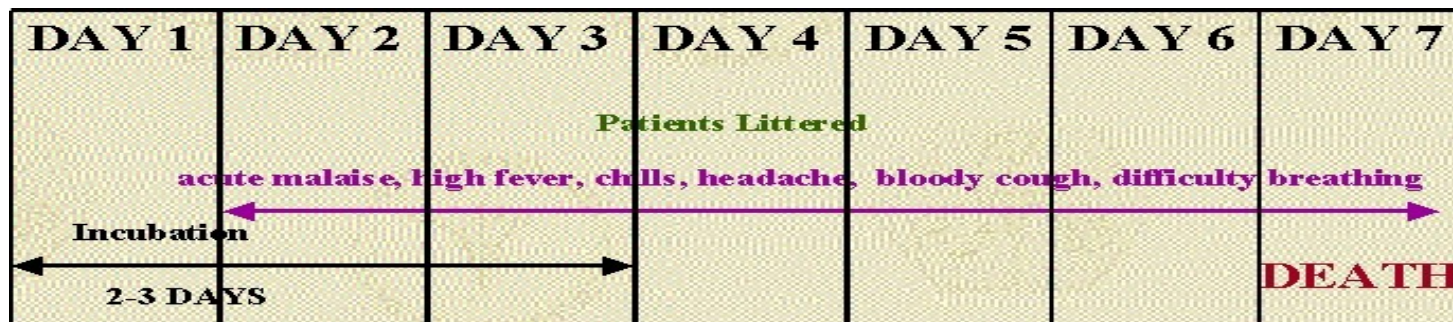 DAY 1 DAY 2 DAY 3 DAY 4 DAY 5 DAY 6 DAY 7
Patients Littered
acute malaise, high fever, chills, headache, bloody cough, difficulty breathing
Incubation
2-3 DAYS
DEATH